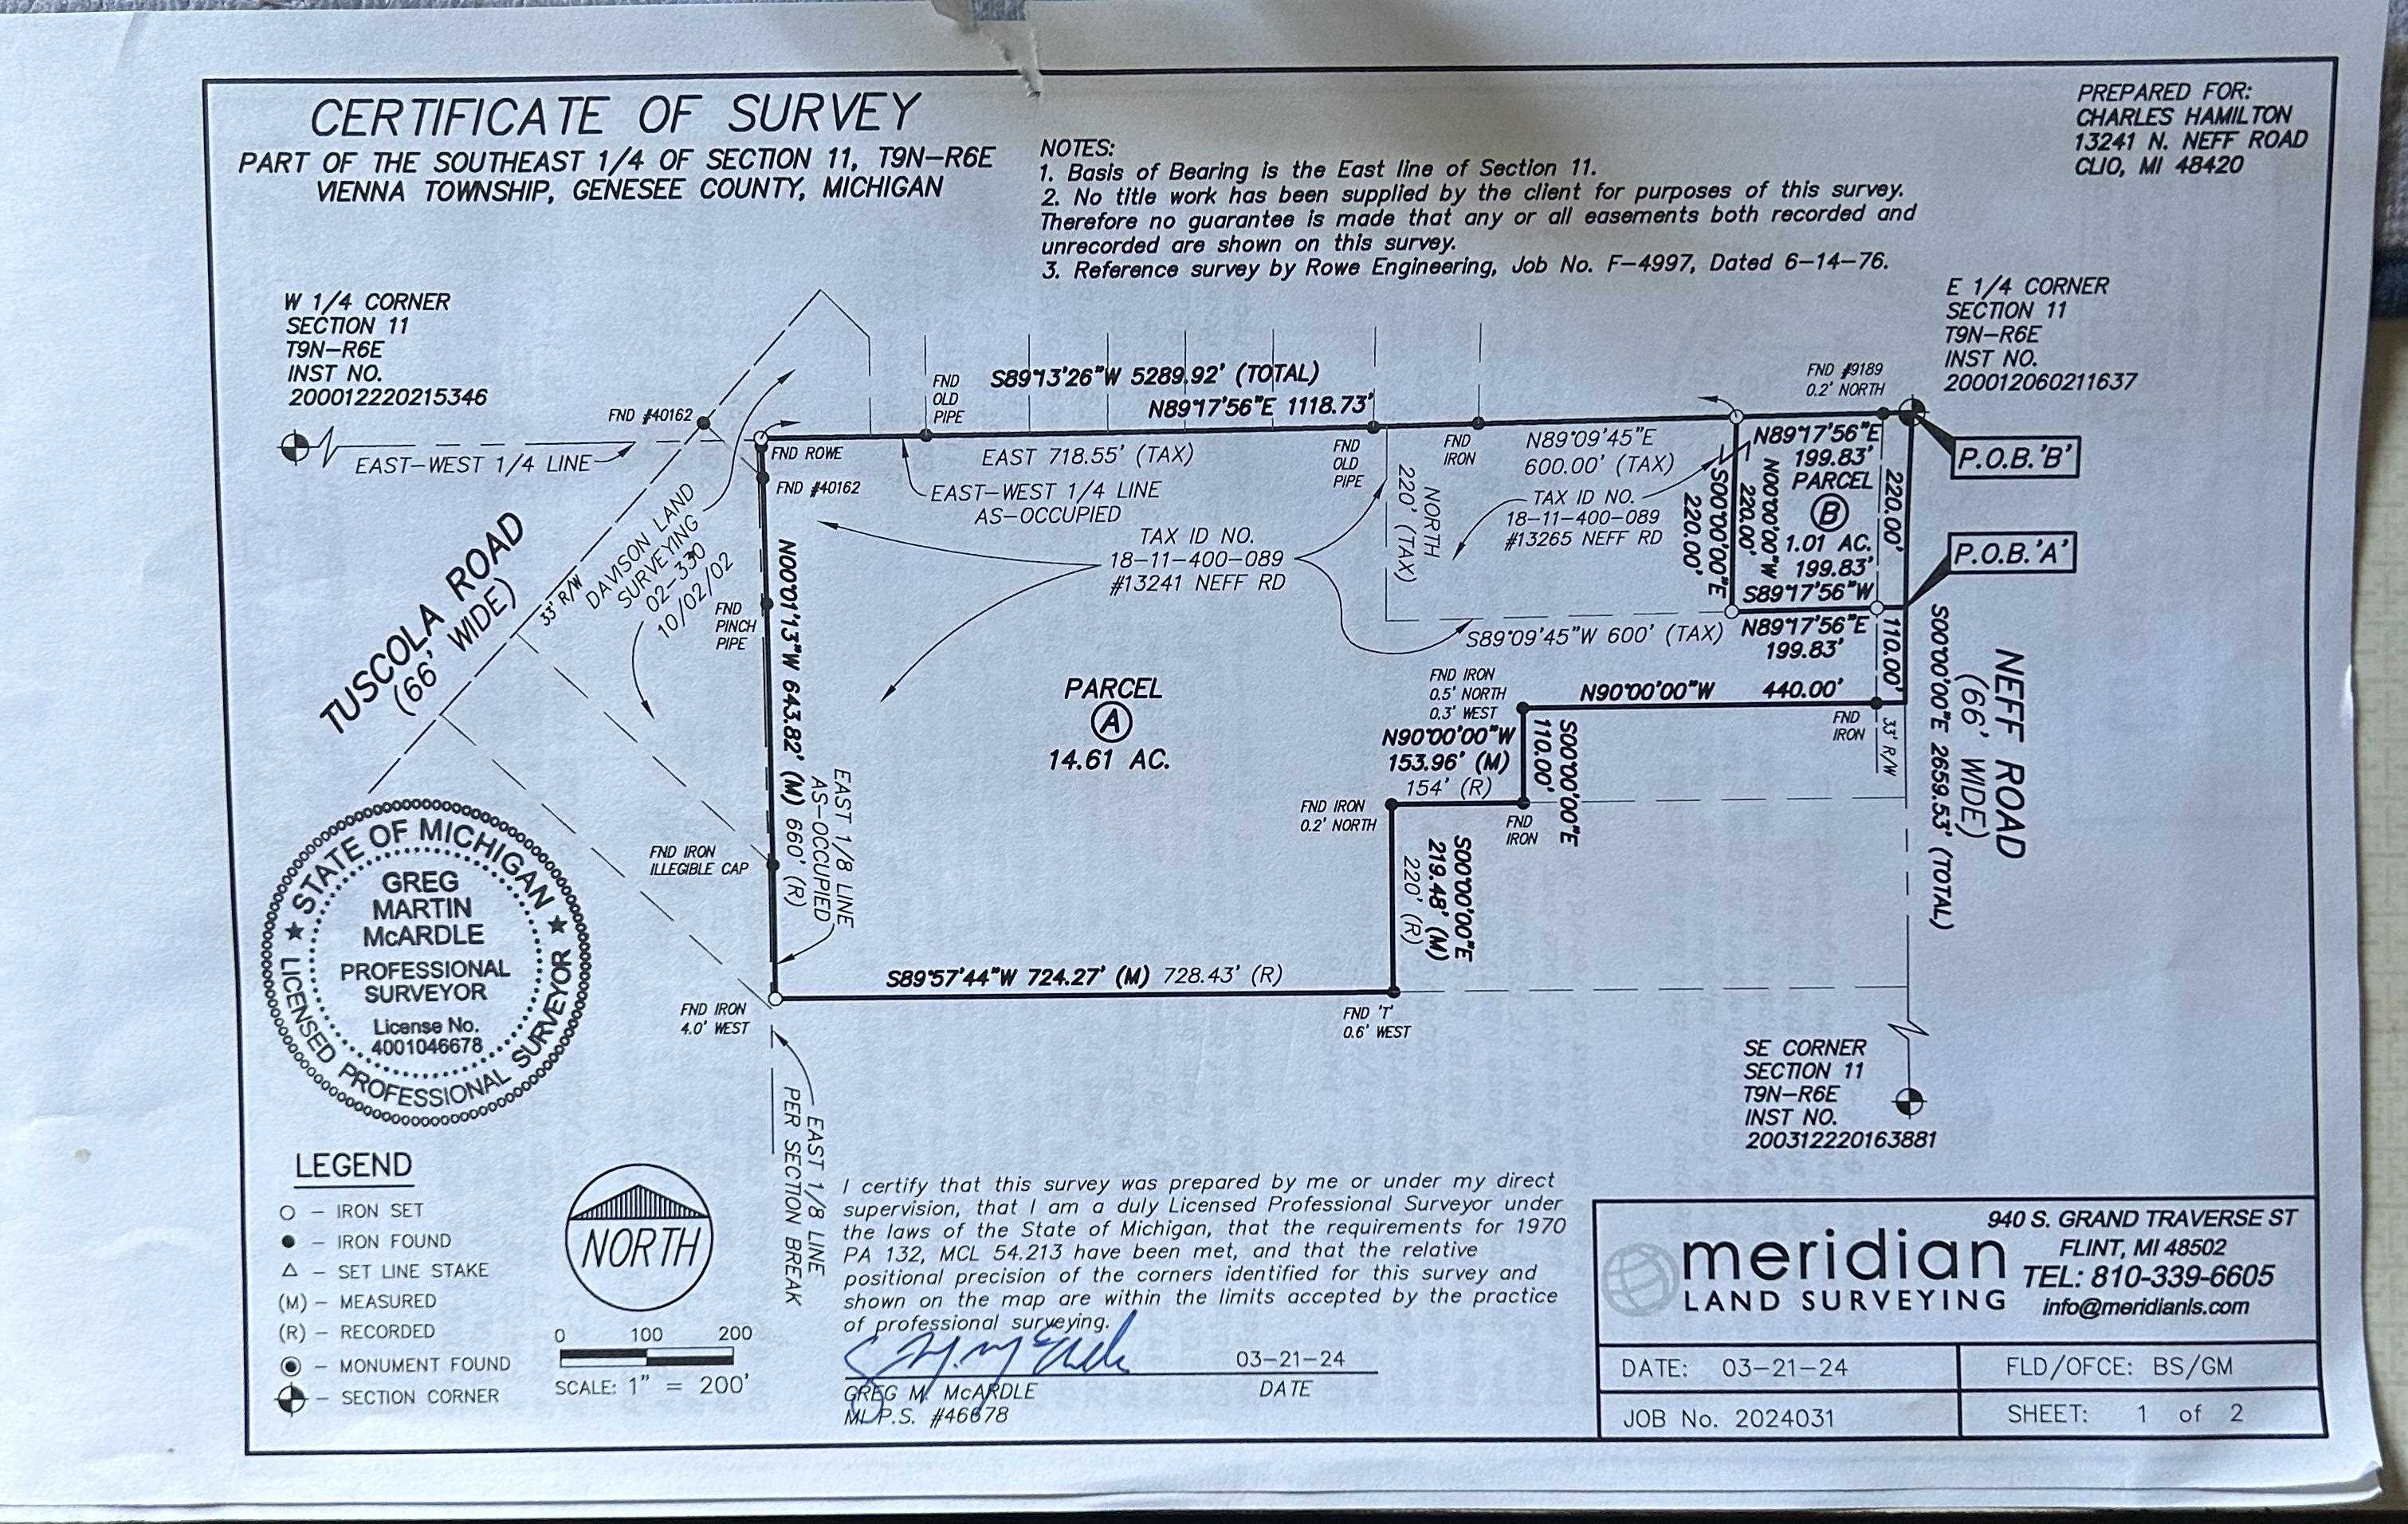 CERTIFICATE OF SURVEY
PART OF THE SOUTHEAST 1/4 OF SECTION 11, T9N-R6E
VIENNA TOWNSHIP, GENESEE COUNTY, MICHIGAN
NOTES:
1. Basis of Bearing is the East line of Section 11.
2. No title work has been supplied by the client for purposes of this survey.
Therefore no guarantee is made that any or all easements both recorded and
unrecorded are shown on this survey.
3. Reference survey by Rowe Engineering, Job No. F-4997, Dated 6-14-76.
PREPARED FOR:
CHARLES HAMILTON
13241 N. NEFF ROAD
CLIO, MI 48420
W 1/4 CORNER
SECTION 11
T9N-R6E
INST NO.
200012220215346
E 1/4 CORNER
SECTION 11
T9N-R6E
INST NO.
200012060211637
FND #40162
EAST-WEST 1/4 LINE
FND
OLD
PIPE
S89°13'26"W 5289.92' (TOTAL)
N89°17'56"E 1118.73'
FND #9189
0.2' NORTH
FND ROWE
FND #40162
EAST 718.55' (TAX)
EAST-WEST 1/4 LINE
AS-OCCUPIED
FND
OLD
PIPE
FND
IRON
N89°09'45"E
600.00' (TAX)
NORTH
220' (TAX)
TAX ID NO.
18-11-400-089
#13265 NEFF RD
S00°00'00"E
220.00'
N00°00'00"W
220.00'
N89°17'56"E
199.83'
PARCEL
B
1.01 AC.
199.83'
S89°17'56"W
220.00'
P.O.B.'B'
P.O.B.'A'
TUSCOLA ROAD
(66' WIDE)
33' R/W
DAVISON LAND
SURVEYING
02-330
10/02/02
FND
PINCH
PIPE
N00°01'13"W 643.82' (M) 660' (R)
TAX ID NO.
18-11-400-089
#13241 NEFF RD
S89°09'45"W 600' (TAX)
N89°17'56"E
199.83'
110.00'
PARCEL
A
14.61 AC.
FND IRON
0.5' NORTH
0.3' WEST
N90°00'00"W 440.00'
FND
IRON
33' R/W
S00°00'00"E 2659.53' (TOTAL)
NEFF ROAD
(66' WIDE)
N90°00'00"W
153.96' (M)
154' (R)
S00°00'00"E
110.00'
FND IRON
0.2' NORTH
FND
IRON
S00°00'00"E
219.48' (M)
220' (R)
EAST 1/8 LINE
AS-OCCUPIED
FND IRON
ILLEGIBLE CAP
S89°57'44"W 724.27' (M) 728.43' (R)
FND IRON
4.0' WEST
FND 'T'
0.6' WEST
EAST 1/8 LINE
PER SECTION BREAK
SE CORNER
SECTION 11
T9N-R6E
INST NO.
200312220163881
STATE OF MICHIGAN
GREG
MARTIN
McARDLE
PROFESSIONAL
SURVEYOR
License No.
4001046678
LICENSED PROFESSIONAL SURVEYOR
LEGEND
- IRON SET
- IRON FOUND
- SET LINE STAKE
(M) - MEASURED
(R) - RECORDED
- MONUMENT FOUND
- SECTION CORNER
NORTH
0 100 200
SCALE: 1" = 200'
I certify that this survey was prepared by me or under my direct
supervision, that I am a duly Licensed Professional Surveyor under
the laws of the State of Michigan, that the requirements for 1970
PA 132, MCL 54.213 have been met, and that the relative
positional precision of the corners identified for this survey and
shown on the map are within the limits accepted by the practice
of professional surveying.
03-21-24
GREG M. McARDLE
DATE
MI P.S. #46678
meridian
LAND SURVEYING
940 S. GRAND TRAVERSE ST
FLINT, MI 48502
TEL: 810-339-6605
info@meridianls.com
DATE: 03-21-24
FLD/OFCE: BS/GM
JOB No. 2024031
SHEET: 1 of 2